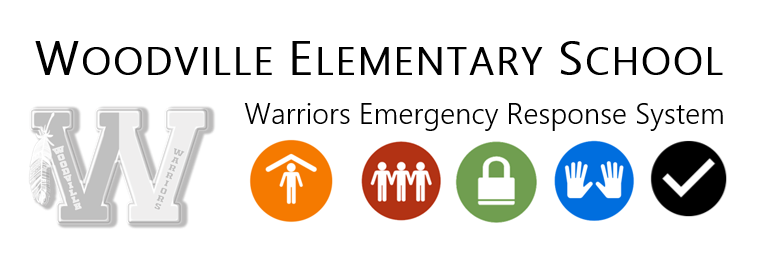 WOODVILLE ELEMENTARY SCHOOL
Warriors Emergency Response System
WOODVILLE
WARRIORS
W